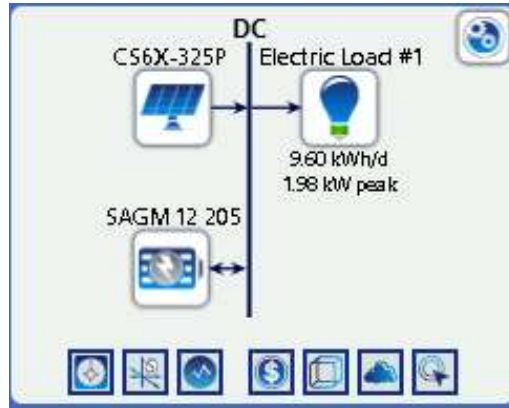 DC
CS6X-325P
Electric Load #1
9.60 kWh/d
1.98 kW peak
SAGM 12 205